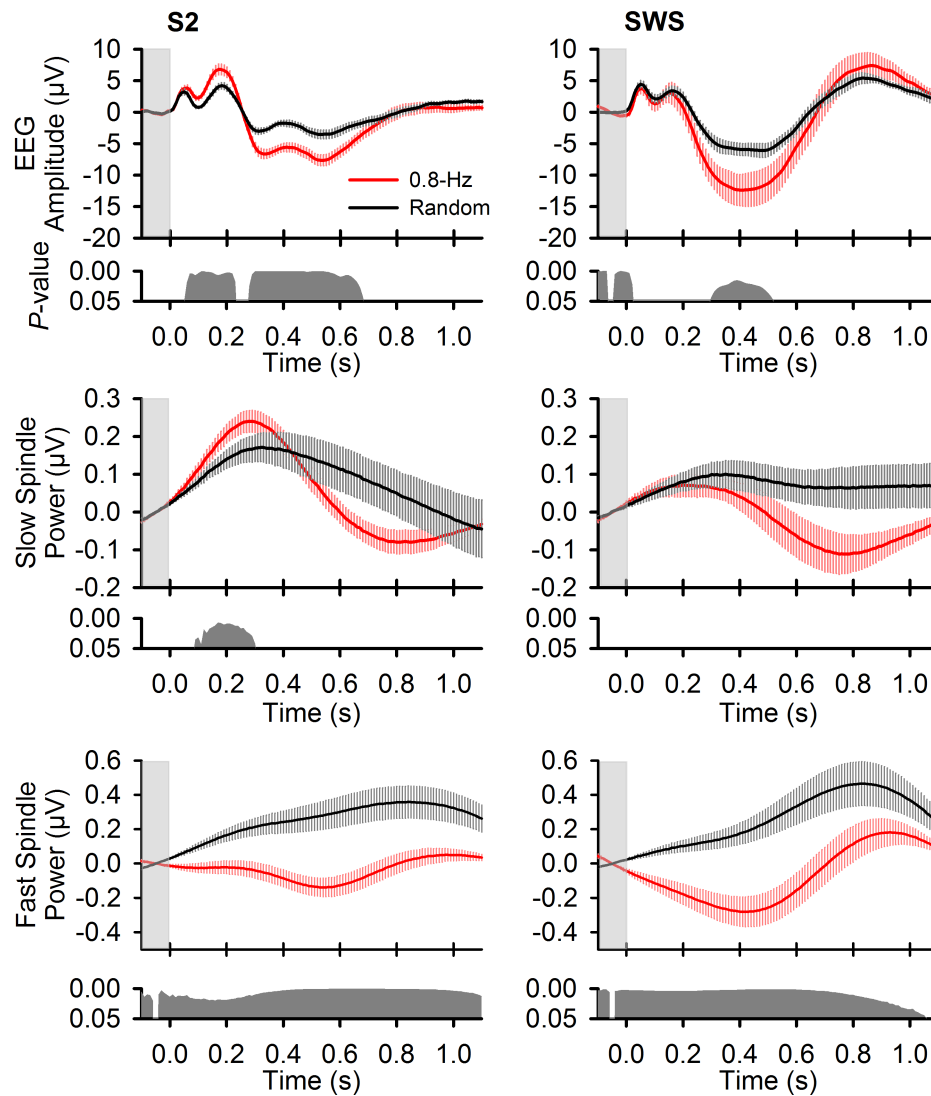 S2
SWS
EEG
Amplitude (µV)
10
5
0
-5
-10
-15
-20
0.8-Hz
Random
10
5
0
-5
-10
-15
-20
P-value
0.00
0.05
0.00
0.05
0.0 0.2 0.4 0.6 0.8 1.0
Time (s)
0.0 0.2 0.4 0.6 0.8 1.0
Time (s)
Slow Spindle
Power (µV)
0.3
0.2
0.1
0.0
-0.1
-0.2
0.3
0.2
0.1
0.0
-0.1
-0.2
0.00
0.05
0.00
0.05
0.0 0.2 0.4 0.6 0.8 1.0
Time (s)
0.0 0.2 0.4 0.6 0.8 1.0
Time (s)
Fast Spindle
Power (µV)
0.6
0.4
0.2
0.0
-0.2
-0.4
0.6
0.4
0.2
0.0
-0.2
-0.4
0.00
0.05
0.00
0.05
0.0 0.2 0.4 0.6 0.8 1.0
Time (s)
0.0 0.2 0.4 0.6 0.8 1.0
Time (s)